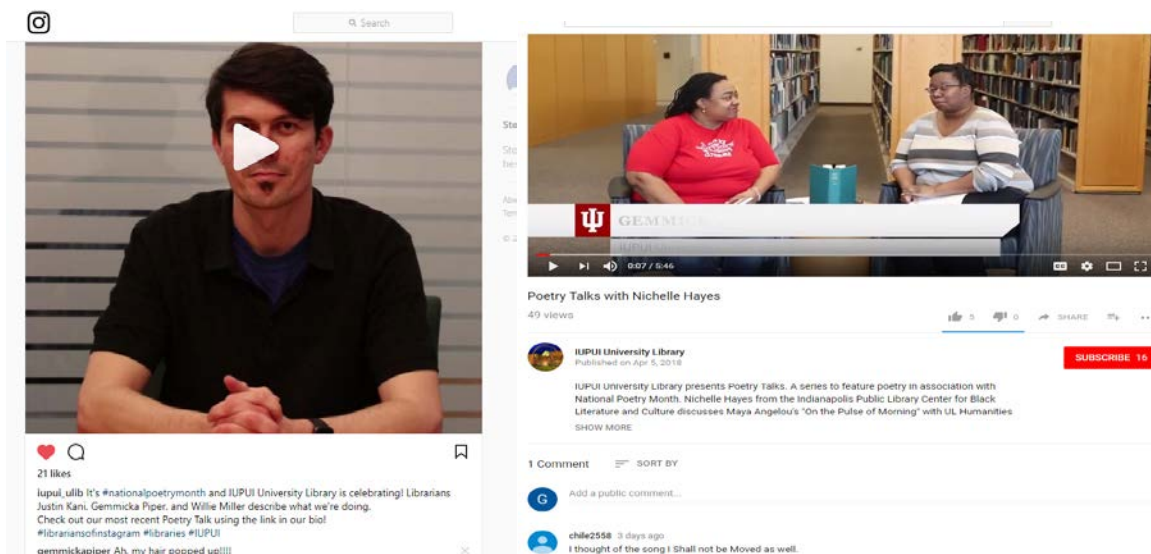 Search
21 likes
iupui_ulib It's #nationalpoetrymonth and IUPUI University Library is celebrating! Librarians
Justin Kani, Gemmicka Piper, and Willie Miller describe what we're doing.
Check out our most recent Poetry Talk using the link in our bio!
#librariansofinstagram #libraries #IUPUI
gemmickapiper Ah, my hair popped up!!!!
GEMMIC
IUPUI
0:07 / 5:46
Poetry Talks with Nichelle Hayes
49 views
5
0
SHARE
IUPUI University Library
Published on Apr 5, 2018
SUBSCRIBE 16
IUPUI University Library presents Poetry Talks. A series to feature poetry in association with
National Poetry Month. Nichelle Hayes from the Indianapolis Public Library Center for Black
Literature and Culture discusses Maya Angelou's "On the Pulse of Morning" with UL Humanities
SHOW MORE
1 Comment
SORT BY
G
Add a public comment...
chile2558 3 days ago
I thought of the song I Shall not be Moved as well.